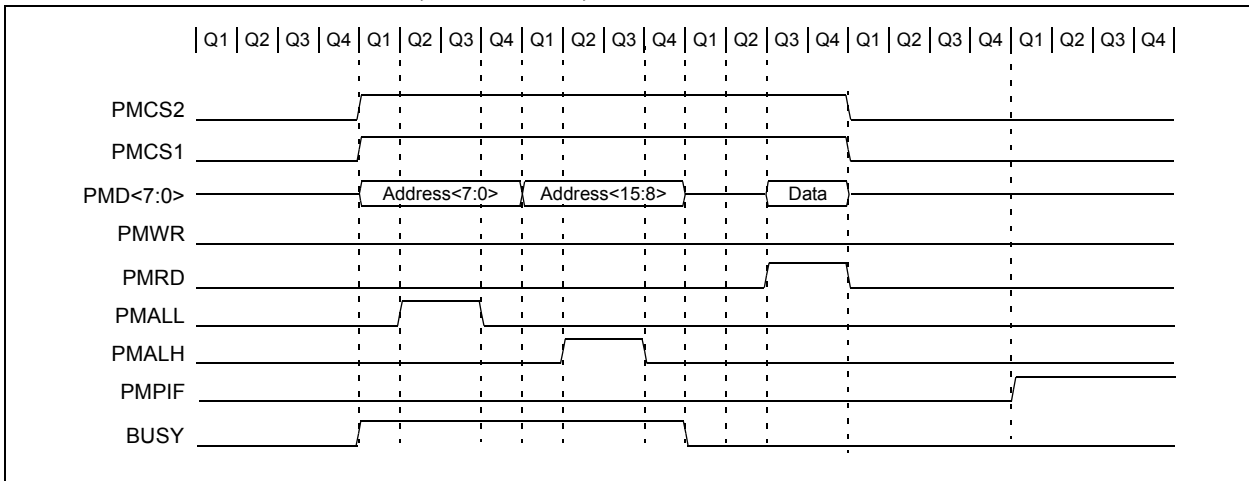 Q1 Q2 Q3 Q4 Q1 Q2 Q3 Q4 Q1 Q2 Q3 Q4 Q1 Q2 Q3 Q4 Q1 Q2 Q3 Q4 Q1 Q2 Q3 Q4
PMCS2
PMCS1
PMD<7:0> Address<7:0> Address<15:8> Data
PMWR
PMRD
PMALL
PMALH
PMPIF
BUSY